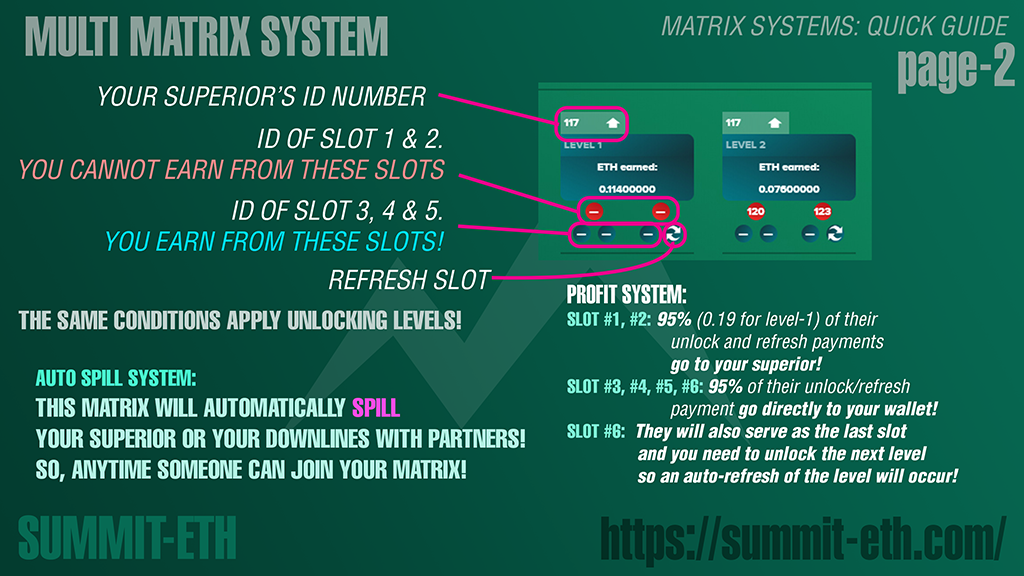 MULTI MATRIX SYSTEM
MATRIX SYSTEMS: QUICK GUIDE
page-2
YOUR SUPERIOR'S ID NUMBER
ID OF SLOT 1 & 2.
YOU CANNOT EARN FROM THESE SLOTS
ID OF SLOT 3, 4 & 5.
YOU EARN FROM THESE SLOTS!
REFRESH SLOT
117
LEVEL 1
ETH earned:
0.11400000
117
LEVEL 2
ETH earned:
0.07600000
120 123
THE SAME CONDITIONS APPLY UNLOCKING LEVELS!
AUTO SPILL SYSTEM:
THIS MATRIX WILL AUTOMATICALLY SPILL
YOUR SUPERIOR OR YOUR DOWNLINES WITH PARTNERS!
SO, ANYTIME SOMEONE CAN JOIN YOUR MATRIX!
PROFIT SYSTEM:
SLOT #1, #2: 95% (0.19 for level-1) of their
unlock and refresh payments
go to your superior!
SLOT #3, #4, #5, #6: 95% of their unlock/refresh
payment go directly to your wallet!
SLOT #6: They will also serve as the last slot
and you need to unlock the next level
so an auto-refresh of the level will occur!
SUMMIT-ETH
https://summit-eth.com/